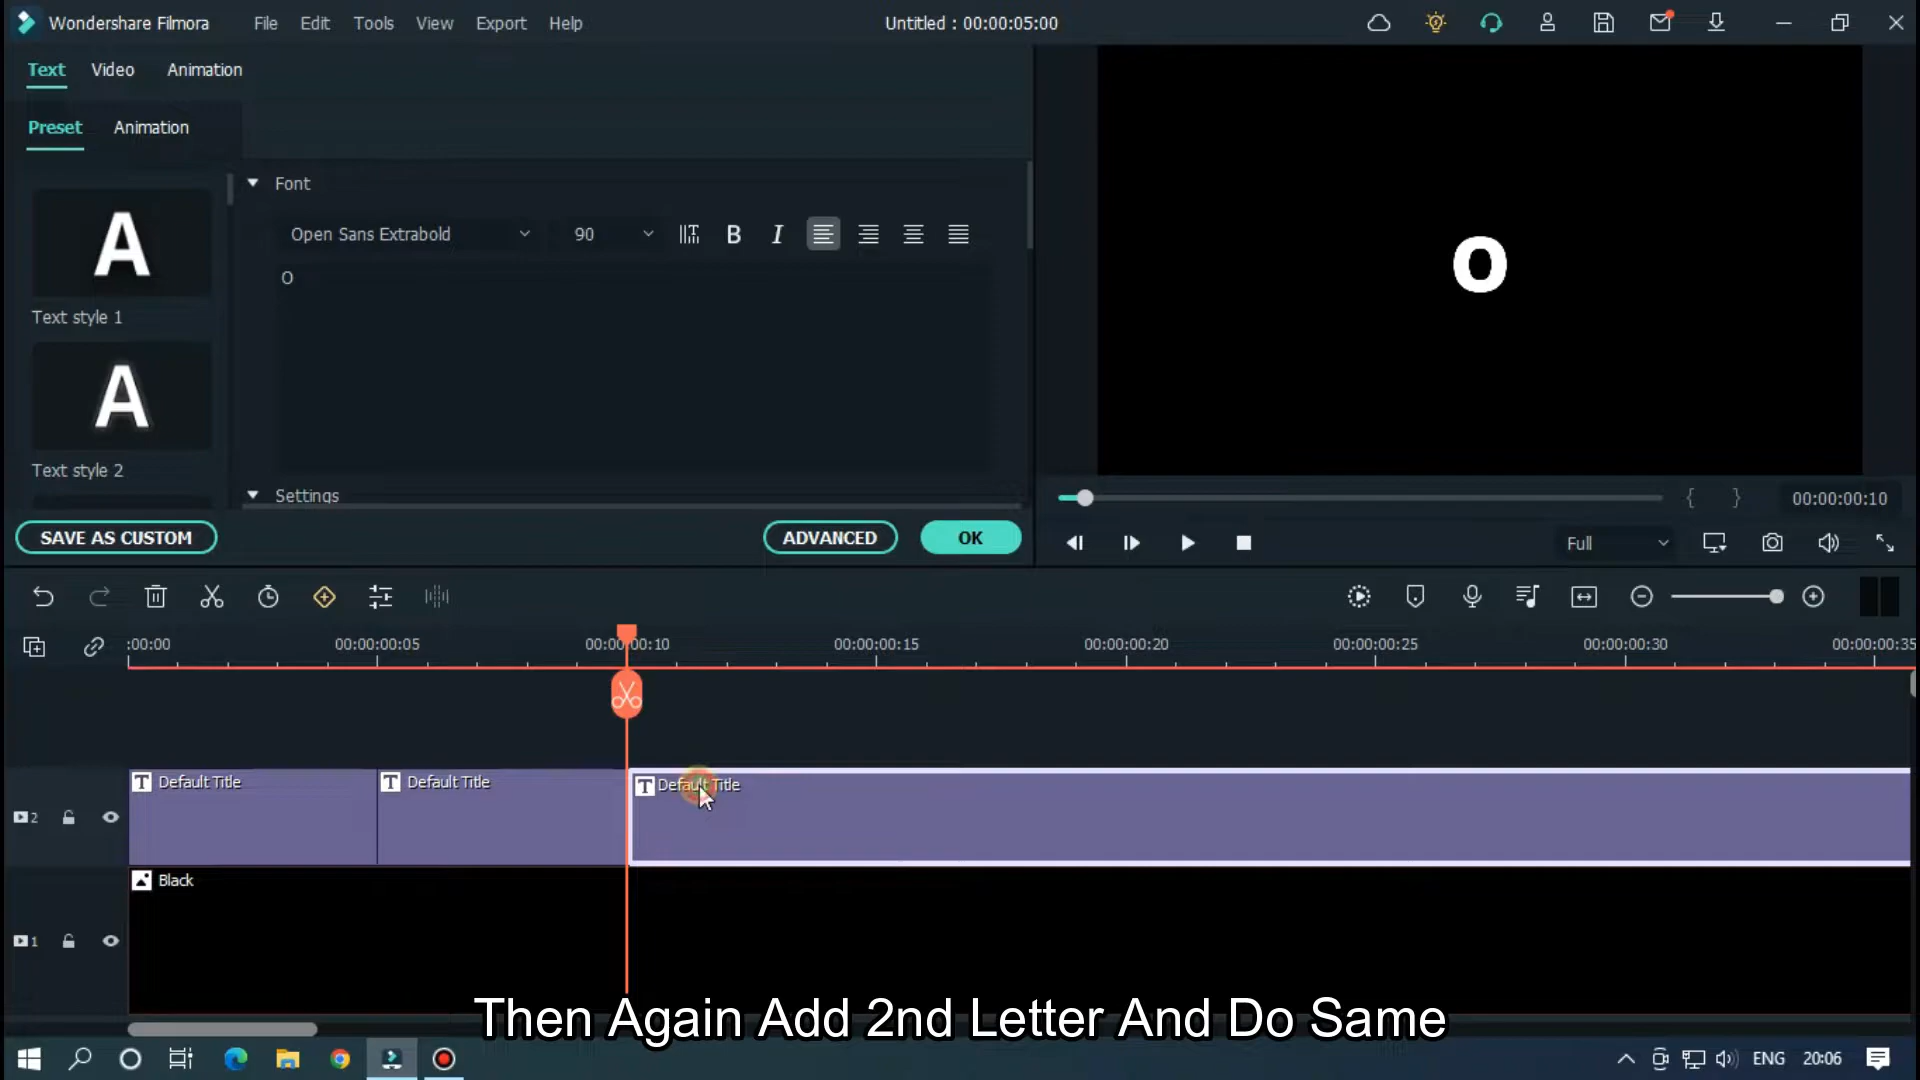 Wondershare Filmora File Edit Tools View Export Help Untitled : 00:00:05:00
Text Video Animation
Preset Animation
Font
Open Sans Extrabold 90 B I
O
A
Text style 1
A
Text style 2
Settings
SAVE AS CUSTOM ADVANCED OK
O
{ } 00:00:00:10
Full
:00:00 00:00:00:05 00:00:00:10 00:00:00:15 00:00:00:20 00:00:00:25 00:00:00:30 00:00:00:35
T Default Title T Default Title T Default Title
2
Black
1
Then Again Add 2nd Letter And Do Same
ENG 20:06